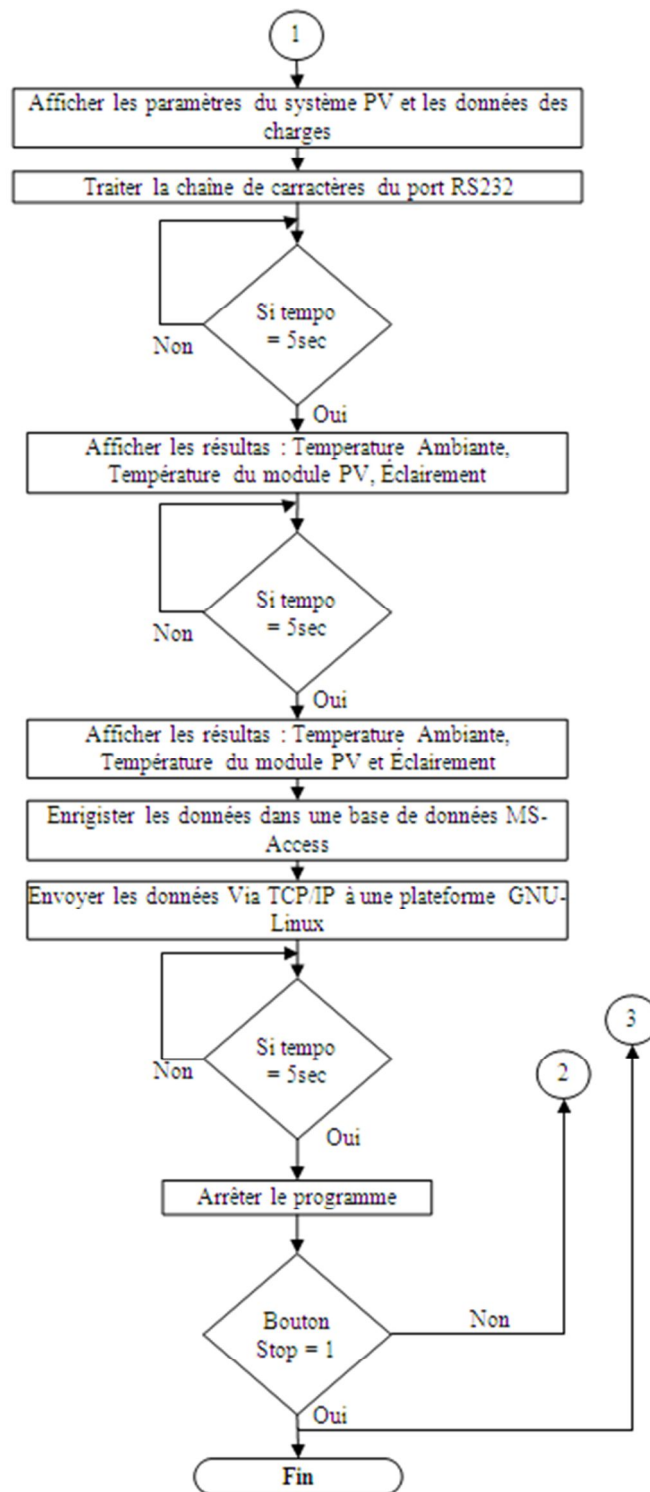 1
Afficher les paramètres du système PV et les données des
charges
Traiter la chaîne de carractères du port RS232
Si tempo
= 5sec
Non
Oui
Afficher les résultas : Temperature Ambiante,
Température du module PV, Éclairement
Si tempo
= 5sec
Non
Oui
Afficher les résultas : Temperature Ambiante,
Température du module PV et Éclairement
Enrigister les données dans une base de données MS-
Access
Envoyer les données Via TCP/IP à une plateforme GNU-
Linux
3
Si tempo
= 5sec
2
Non
Oui
Arrêter le programme
Bouton
Stop = 1
Non
Oui
Fin